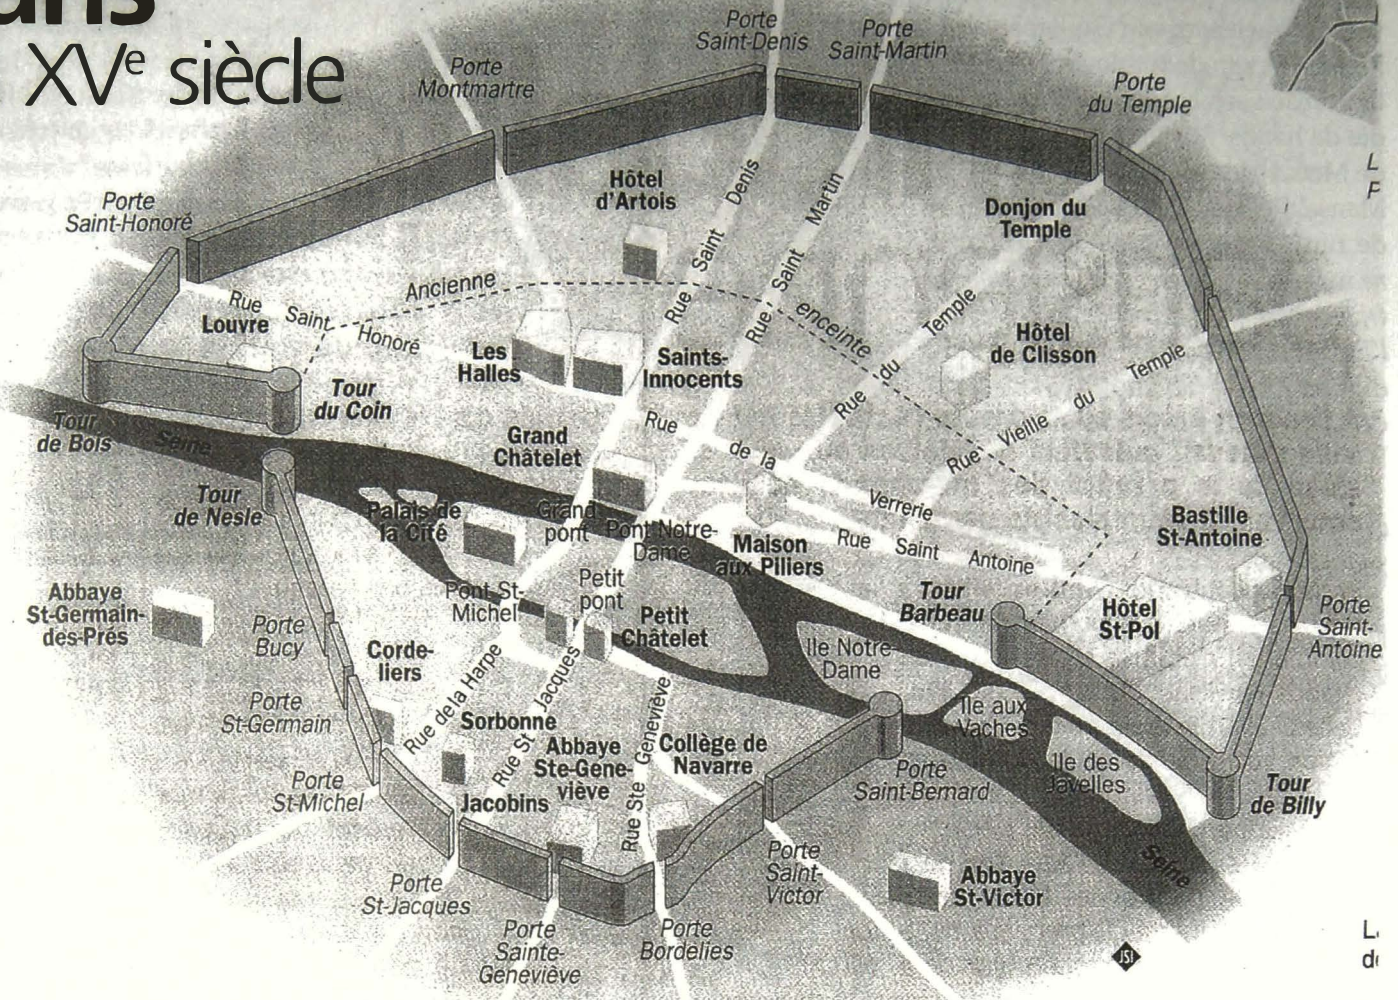 XVe siècle
Porte
Saint-Denis
Porte
Saint-Martin
Porte
Montmartre
Porte
du Temple
Porte
Saint-Honoré
Hôtel
d'Artois
Rue Saint Denis
Rue Saint Martin
Donjon du
Temple
Ancienne enceinte
Rue Saint Honoré
Louvre
Les
Halles
Saints-
Innocents
Rue du Temple
Hôtel
de Clisson
Rue Vieille du Temple
Tour
du Coin
Tour
de Bois
Seine
Grand
Châtelet
Rue de la Verrerie
Tour
de Nesle
Palais de
la Cité
Grand
pont
Pont Notre-
Dame
Maison
aux Piliers
Rue Saint Antoine
Bastille
St-Antoine
Abbaye
St-Germain-
des-Prés
Porte
Bucy
Pont St-
Michel
Petit
pont
Petit
Châtelet
Tour
Barbeau
Hôtel
St-Pol
Porte
Saint-
Antoine
Corde-
liers
Rue de la Harpe
Rue St Jacques
Ile Notre-
Dame
Porte
St-Germain
Sorbonne
Abbaye
Ste-Gene-
viève
Rue Ste Geneviève
Collège de
Navarre
Ile aux
Vaches
Ile des
Javelles
Porte
St-Michel
Jacobins
Porte
Saint-Bernard
Tour
de Billy
Porte
St-Jacques
Porte
Saint-
Victor
Abbaye
St-Victor
Seine
Porte
Sainte-
Geneviève
Porte
Bordelies
JSI